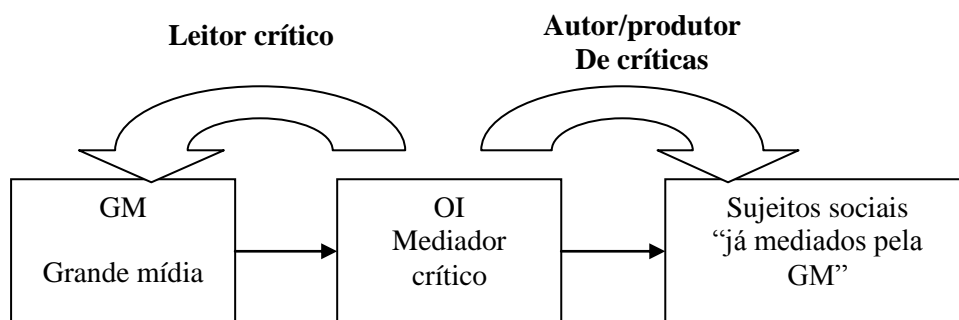 Leitor crítico
Autor/produtor
De críticas
GM
Grande mídia
OI
Mediador
crítico
Sujeitos sociais
“já mediados pela
GM”